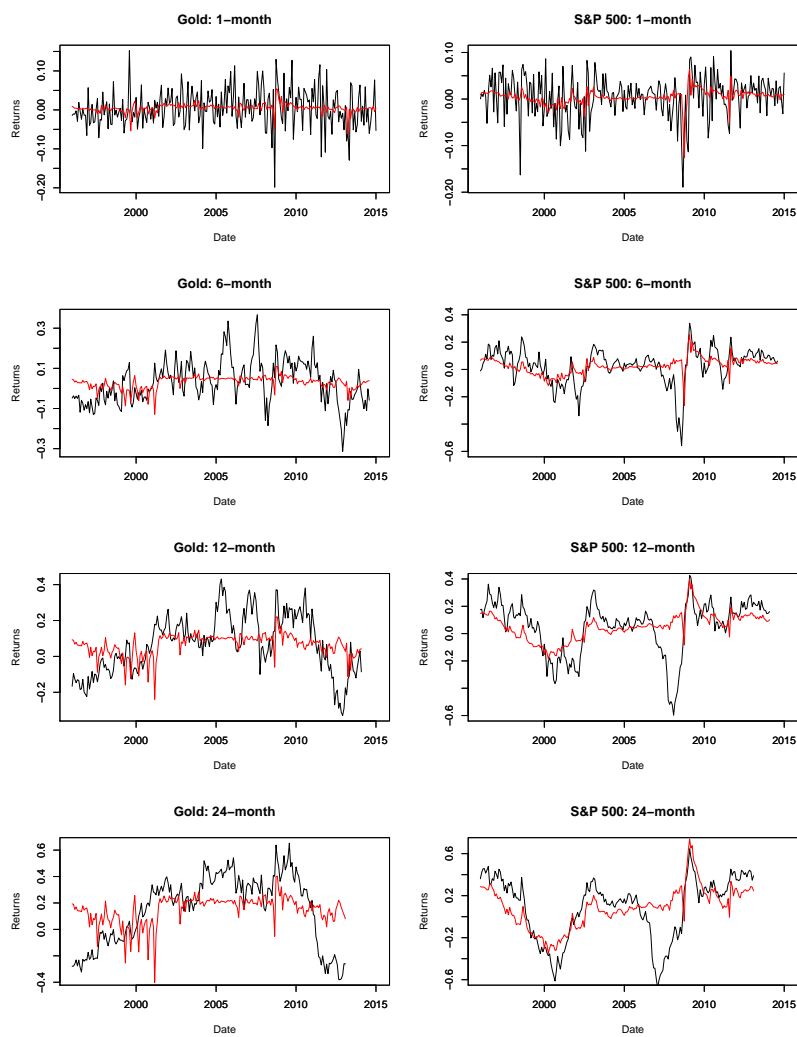 Gold: 1−month
Returns
0.10
0.00
−0.10
−0.20
2000 2005 2010 2015
Date
S&P 500: 1−month
Returns
0.10
0.00
−0.10
−0.20
2000 2005 2010 2015
Date
Gold: 6−month
Returns
0.3
0.1
−0.1
−0.3
2000 2005 2010 2015
Date
S&P 500: 6−month
Returns
0.4
0.2
−0.2
−0.6
2000 2005 2010 2015
Date
Gold: 12−month
Returns
0.4
0.2
0.0
−0.2
2000 2005 2010 2015
Date
S&P 500: 12−month
Returns
0.4
0.2
−0.2
−0.6
2000 2005 2010 2015
Date
Gold: 24−month
Returns
0.6
0.4
0.2
0.0
−0.4
2000 2005 2010 2015
Date
S&P 500: 24−month
Returns
0.6
0.2
−0.2
−0.6
2000 2005 2010 2015
Date